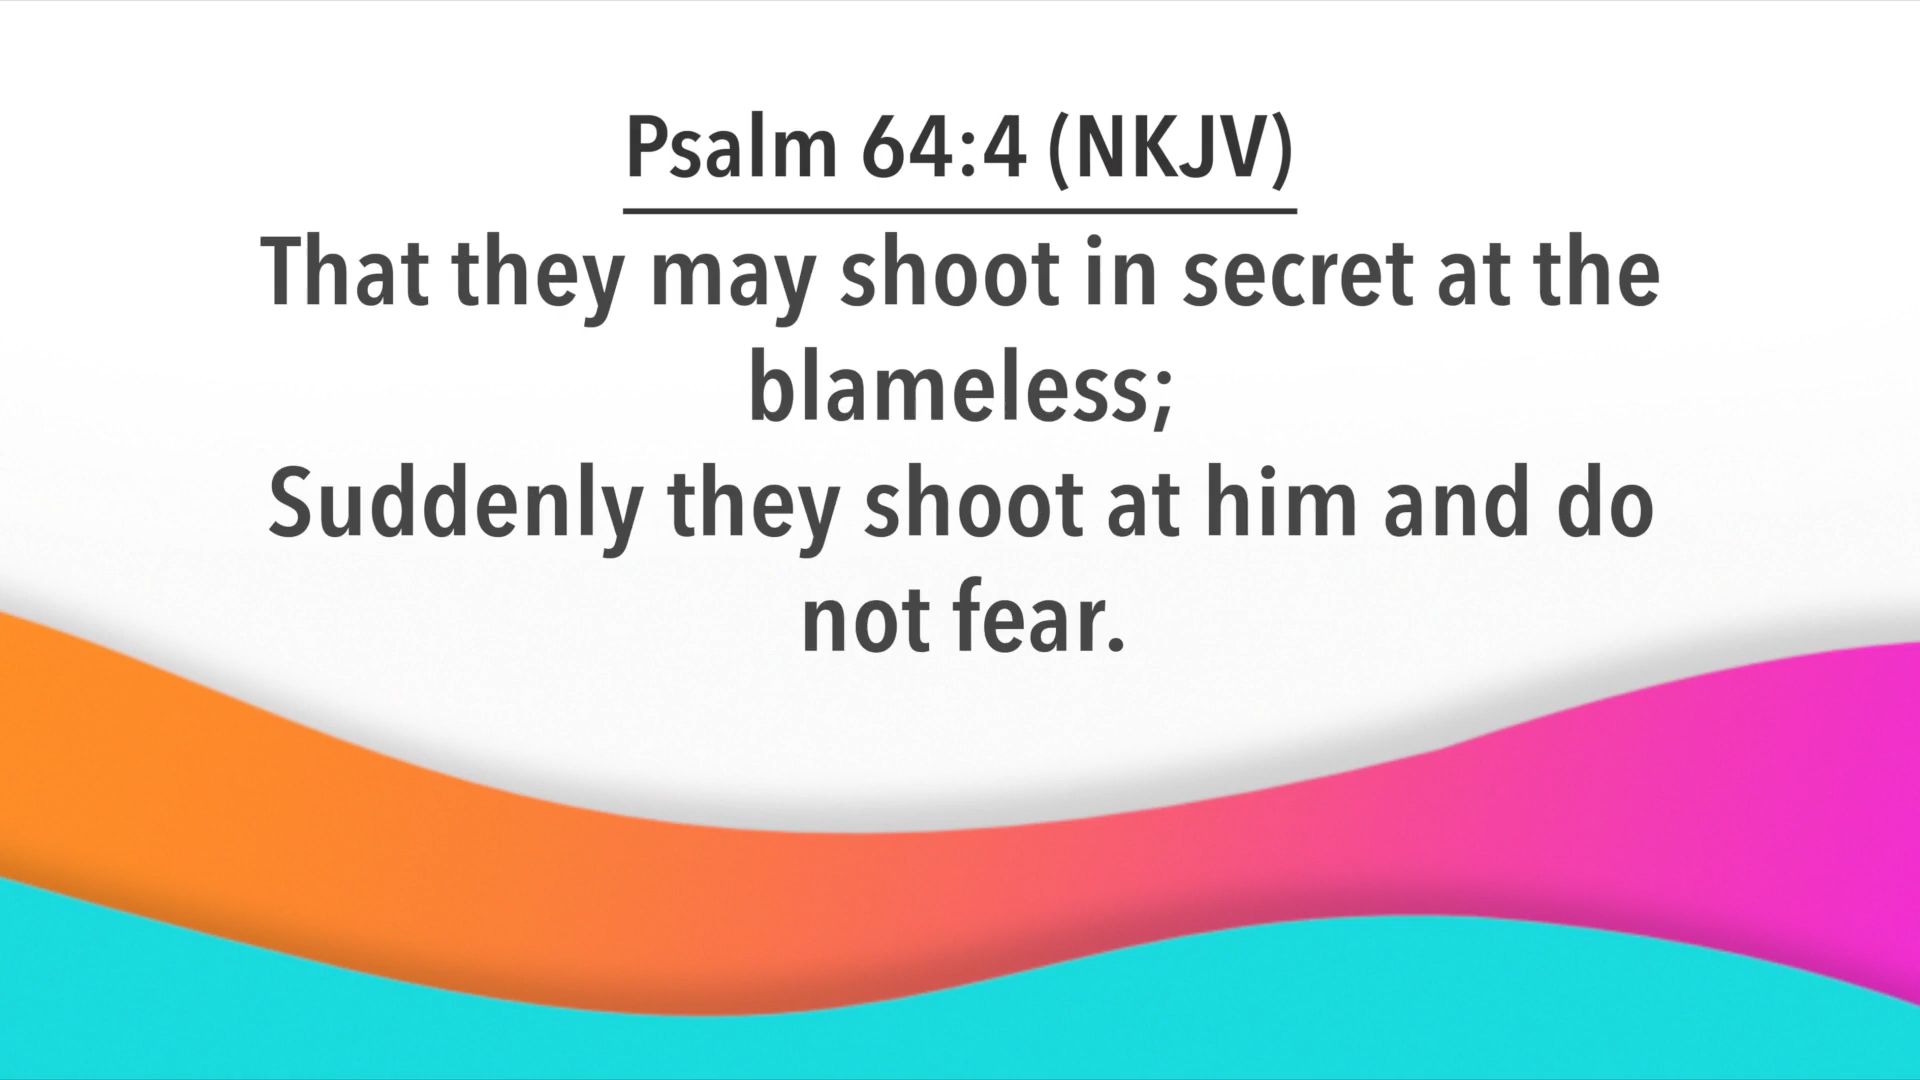 Psalm 64:4 (NKJV)
That they may shoot in secret at the
blameless;
Suddenly they shoot at him and do
not fear.